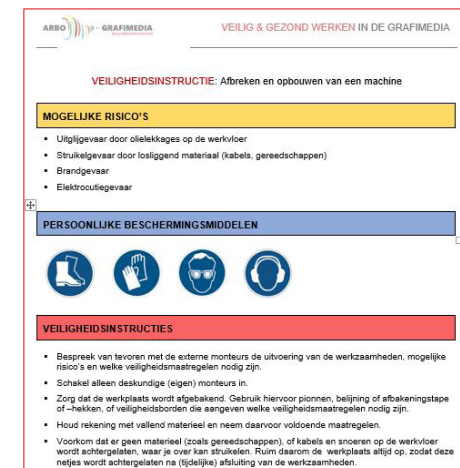 ARBO GRAFIMEDIA
VEILIG & GEZOND WERKEN IN DE GRAFIMEDIA
VEILIGHEIDSINSTRUCTIE: Afbreken en opbouwen van een machine
MOGELIJKE RISICO'S
▪ Uitglijgevaar door olielekkages op de werkvloer
▪ Struikelgevaar door losliggend materiaal (kabels, gereedschappen)
▪ Brandgevaar
▪ Elektrocutiegevaar
PERSOONLIJKE BESCHERMINGSMIDDELEN
VEILIGHEIDSINSTRUCTIES
▪ Bespreek van tevoren met de externe monteurs de uitvoering van de werkzaamheden, mogelijke
risico's en welke veiligheidsmaatregelen nodig zijn.
▪ Schakel alleen deskundige (eigen) monteurs in.
▪ Zorg dat de werkplaats wordt afgebakend. Gebruik hiervoor pionnen, belijning of afbakeningstape
of –hekken, of veiligheidsborden die aangeven welke veiligheidsmaatregelen nodig zijn.
▪ Houd rekening met vallend materieel en neem daarvoor voldoende maatregelen.
▪ Voorkom dat er geen materieel (zoals gereedschappen), of kabels en snoeren op de werkvloer
wordt achtergelaten, waar je over kan struikelen. Ruim daarom de werkplaats altijd op, zodat deze
netjes wordt achtergelaten na (tijdelijke) afsluiting van de werkzaamheden.